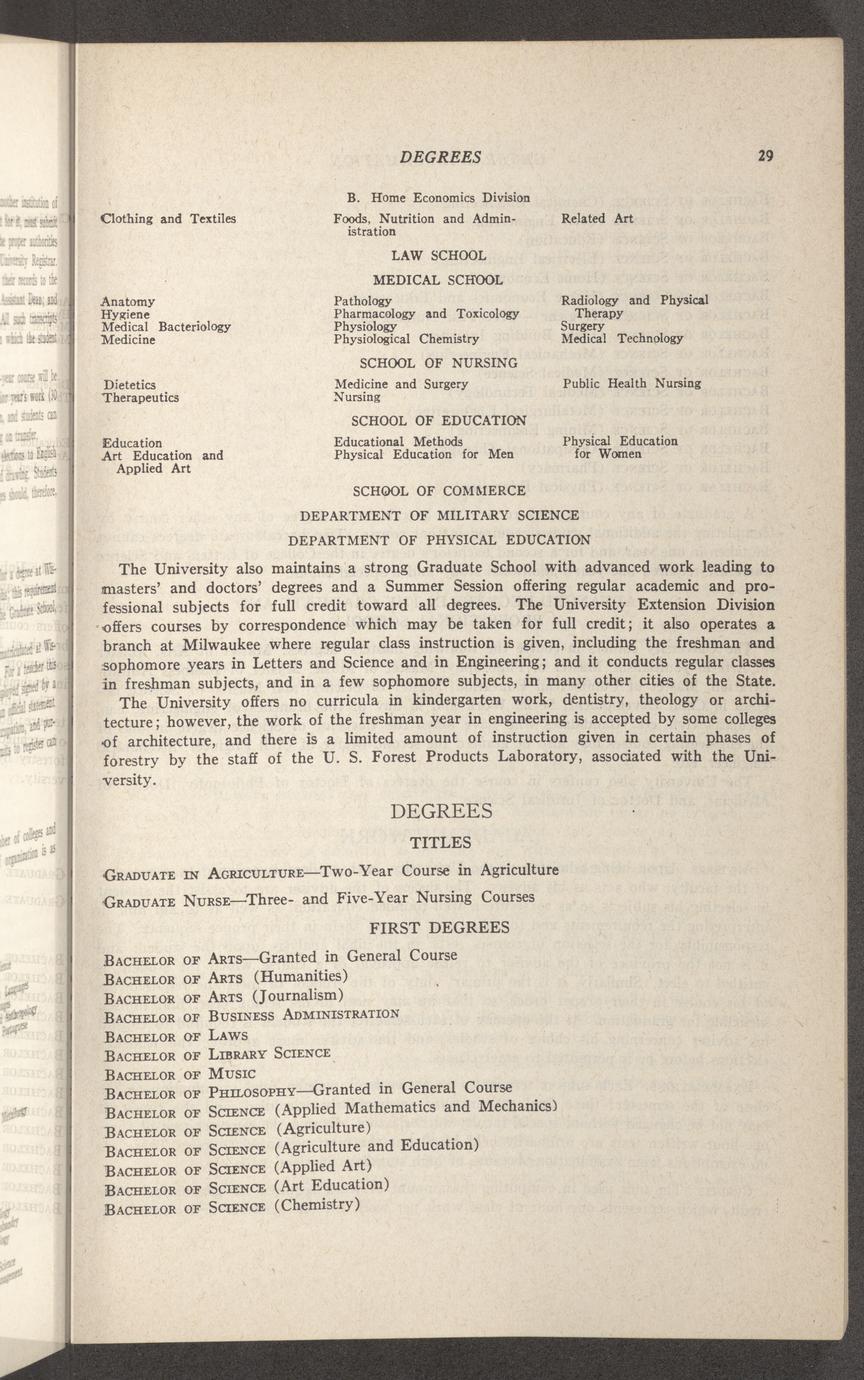 DEGREES 29
B. Home Economics Division
Clothing and Textiles
Foods, Nutrition and Admin-
istration
Related Art
LAW SCHOOL
MEDICAL SCHOOL
Anatomy
Hygiene
Medical Bacteriology
Medicine
Pathology
Pharmacology and Toxicology
Physiology
Physiological Chemistry
Radiology and Physical
Therapy
Surgery
Medical Technology
SCHOOL OF NURSING
Dietetics
Therapeutics
Medicine and Surgery
Nursing
Public Health Nursing
SCHOOL OF EDUCATION
Education
Art Education and
Applied Art
Educational Methods
Physical Education for Men
Physical Education
for Women
SCHOOL OF COMMERCE
DEPARTMENT OF MILITARY SCIENCE
DEPARTMENT OF PHYSICAL EDUCATION
The University also maintains a strong Graduate School with advanced work leading to
masters' and doctors' degrees and a Summer Session offering regular academic and pro-
fessional subjects for full credit toward all degrees. The University Extension Division
offers courses by correspondence which may be taken for full credit; it also operates a
branch at Milwaukee where regular class instruction is given, including the freshman and
sophomore years in Letters and Science and in Engineering; and it conducts regular classes
in freshman subjects, and in a few sophomore subjects, in many other cities of the State.
The University offers no curricula in kindergarten work, dentistry, theology or archi-
tecture; however, the work of the freshman year in engineering is accepted by some colleges
of architecture, and there is a limited amount of instruction given in certain phases of
forestry by the staff of the U. S. Forest Products Laboratory, associated with the Uni-
versity.
DEGREES
TITLES
GRADUATE IN AGRICULTURE—Two-Year Course in Agriculture
GRADUATE NURSE—Three- and Five-Year Nursing Courses
FIRST DEGREES
BACHELOR OF ARTS—Granted in General Course
BACHELOR OF ARTS (Humanities)
BACHELOR OF ARTS (Journalism)
BACHELOR OF BUSINESS ADMINISTRATION
BACHELOR OF LAWS
BACHELOR OF LIBRARY SCIENCE
BACHELOR OF MUSIC
BACHELOR OF PHILOSOPHY—Granted in General Course
BACHELOR OF SCIENCE (Applied Mathematics and Mechanics)
BACHELOR OF SCIENCE (Agriculture)
BACHELOR OF SCIENCE (Agriculture and Education)
BACHELOR OF SCIENCE (Applied Art)
BACHELOR OF SCIENCE (Art Education)
BACHELOR OF SCIENCE (Chemistry)